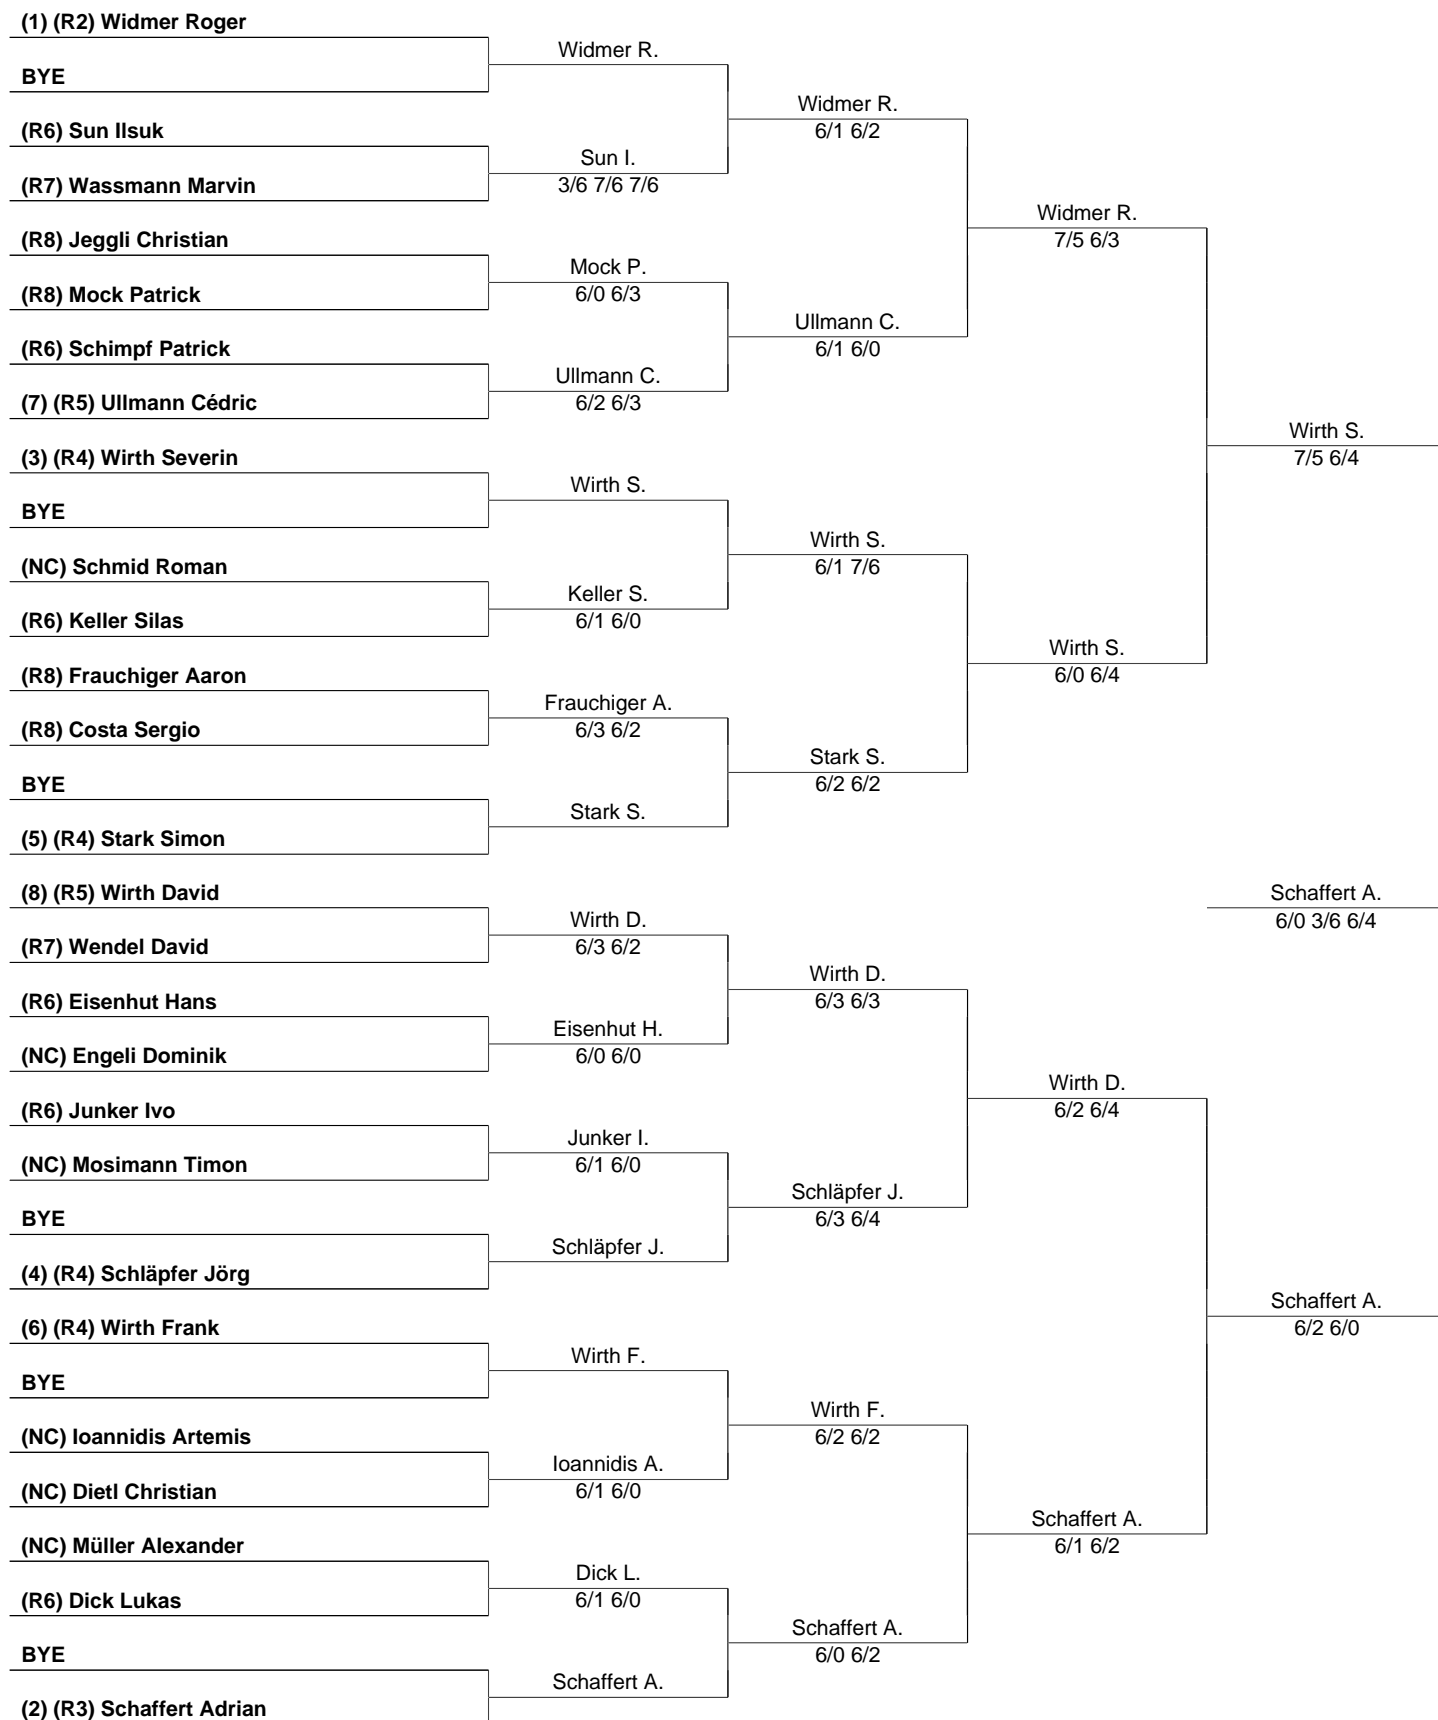 (1) (R2) Widmer Roger
Widmer R.
BYE
Widmer R.
6/1 6/2
(R6) Sun Ilsuk
Sun I.
3/6 7/6 7/6
(R7) Wassmann Marvin
Widmer R.
7/5 6/3
(R8) Jeggli Christian
Mock P.
6/0 6/3
(R8) Mock Patrick
Ullmann C.
6/1 6/0
(R6) Schimpf Patrick
Ullmann C.
6/2 6/3
(7) (R5) Ullmann Cédric
Wirth S.
7/5 6/4
(3) (R4) Wirth Severin
Wirth S.
BYE
Wirth S.
6/1 7/6
(NC) Schmid Roman
Keller S.
6/1 6/0
(R6) Keller Silas
Wirth S.
6/0 6/4
(R8) Frauchiger Aaron
Frauchiger A.
6/3 6/2
(R8) Costa Sergio
Stark S.
6/2 6/2
BYE
Stark S.
(5) (R4) Stark Simon
(8) (R5) Wirth David
Schaffert A.
6/0 3/6 6/4
Wirth D.
6/3 6/2
(R7) Wendel David
Wirth D.
6/3 6/3
(R6) Eisenhut Hans
Eisenhut H.
6/0 6/0
(NC) Engeli Dominik
Wirth D.
6/2 6/4
(R6) Junker Ivo
Junker I.
6/1 6/0
(NC) Mosimann Timon
Schläpfer J.
6/3 6/4
BYE
Schläpfer J.
(4) (R4) Schläpfer Jörg
Schaffert A.
6/2 6/0
(6) (R4) Wirth Frank
Wirth F.
BYE
Wirth F.
6/2 6/2
(NC) Ioannidis Artemis
Ioannidis A.
6/1 6/0
(NC) Dietl Christian
Schaffert A.
6/1 6/2
(NC) Müller Alexander
Dick L.
6/1 6/0
(R6) Dick Lukas
Schaffert A.
6/0 6/2
BYE
Schaffert A.
(2) (R3) Schaffert Adrian